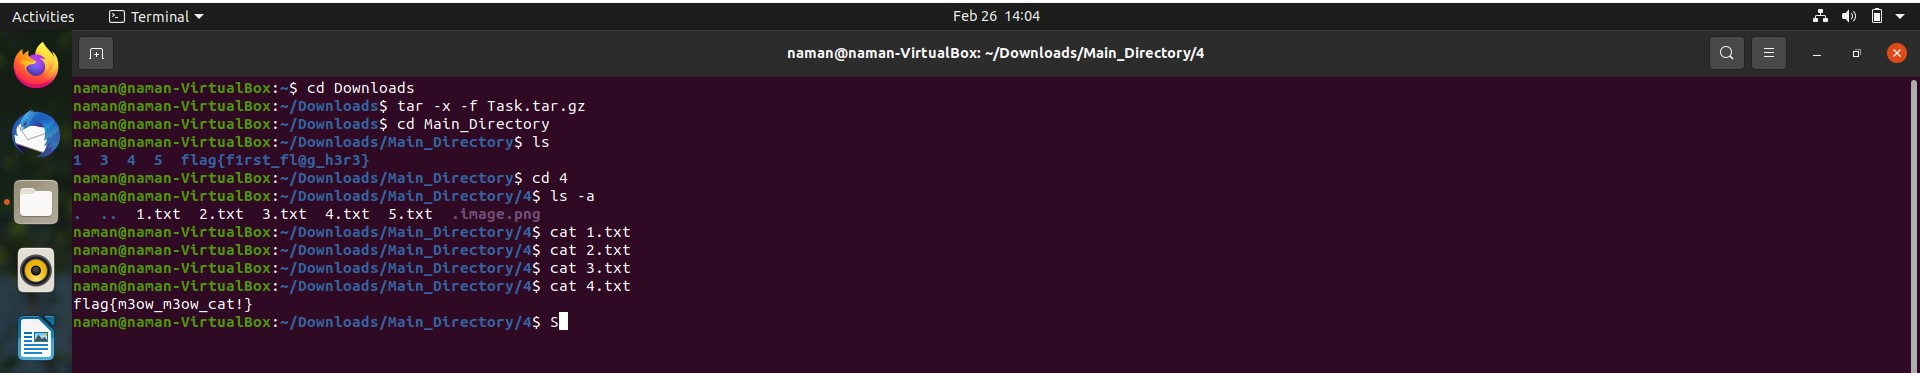 Activities Terminal Feb 26 14:04
naman@naman-VirtualBox: ~/Downloads/Main_Directory/4
naman@naman-VirtualBox:~$ cd Downloads
naman@naman-VirtualBox:~/Downloads$ tar -x -f Task.tar.gz
naman@naman-VirtualBox:~/Downloads$ cd Main_Directory
naman@naman-VirtualBox:~/Downloads/Main_Directory$ ls
1 3 4 5 flag{f1rst_fl@g_h3r3}
naman@naman-VirtualBox:~/Downloads/Main_Directory$ cd 4
naman@naman-VirtualBox:~/Downloads/Main_Directory/4$ ls -a
. .. 1.txt 2.txt 3.txt 4.txt 5.txt .image.png
naman@naman-VirtualBox:~/Downloads/Main_Directory/4$ cat 1.txt
naman@naman-VirtualBox:~/Downloads/Main_Directory/4$ cat 2.txt
naman@naman-VirtualBox:~/Downloads/Main_Directory/4$ cat 3.txt
naman@naman-VirtualBox:~/Downloads/Main_Directory/4$ cat 4.txt
flag{m3ow_m3ow_cat!}
naman@naman-VirtualBox:~/Downloads/Main_Directory/4$ S